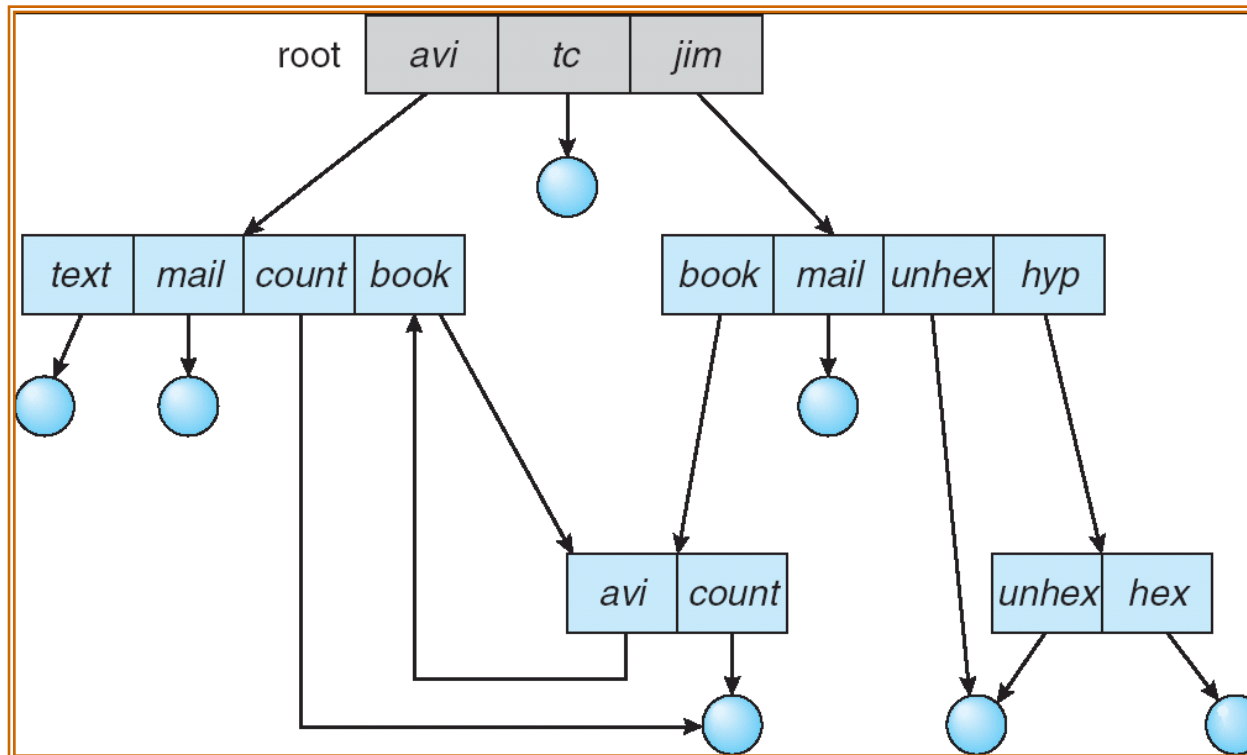 root avi tc jim
text mail count book
book mail unhex hyp
avi count
unhex hex